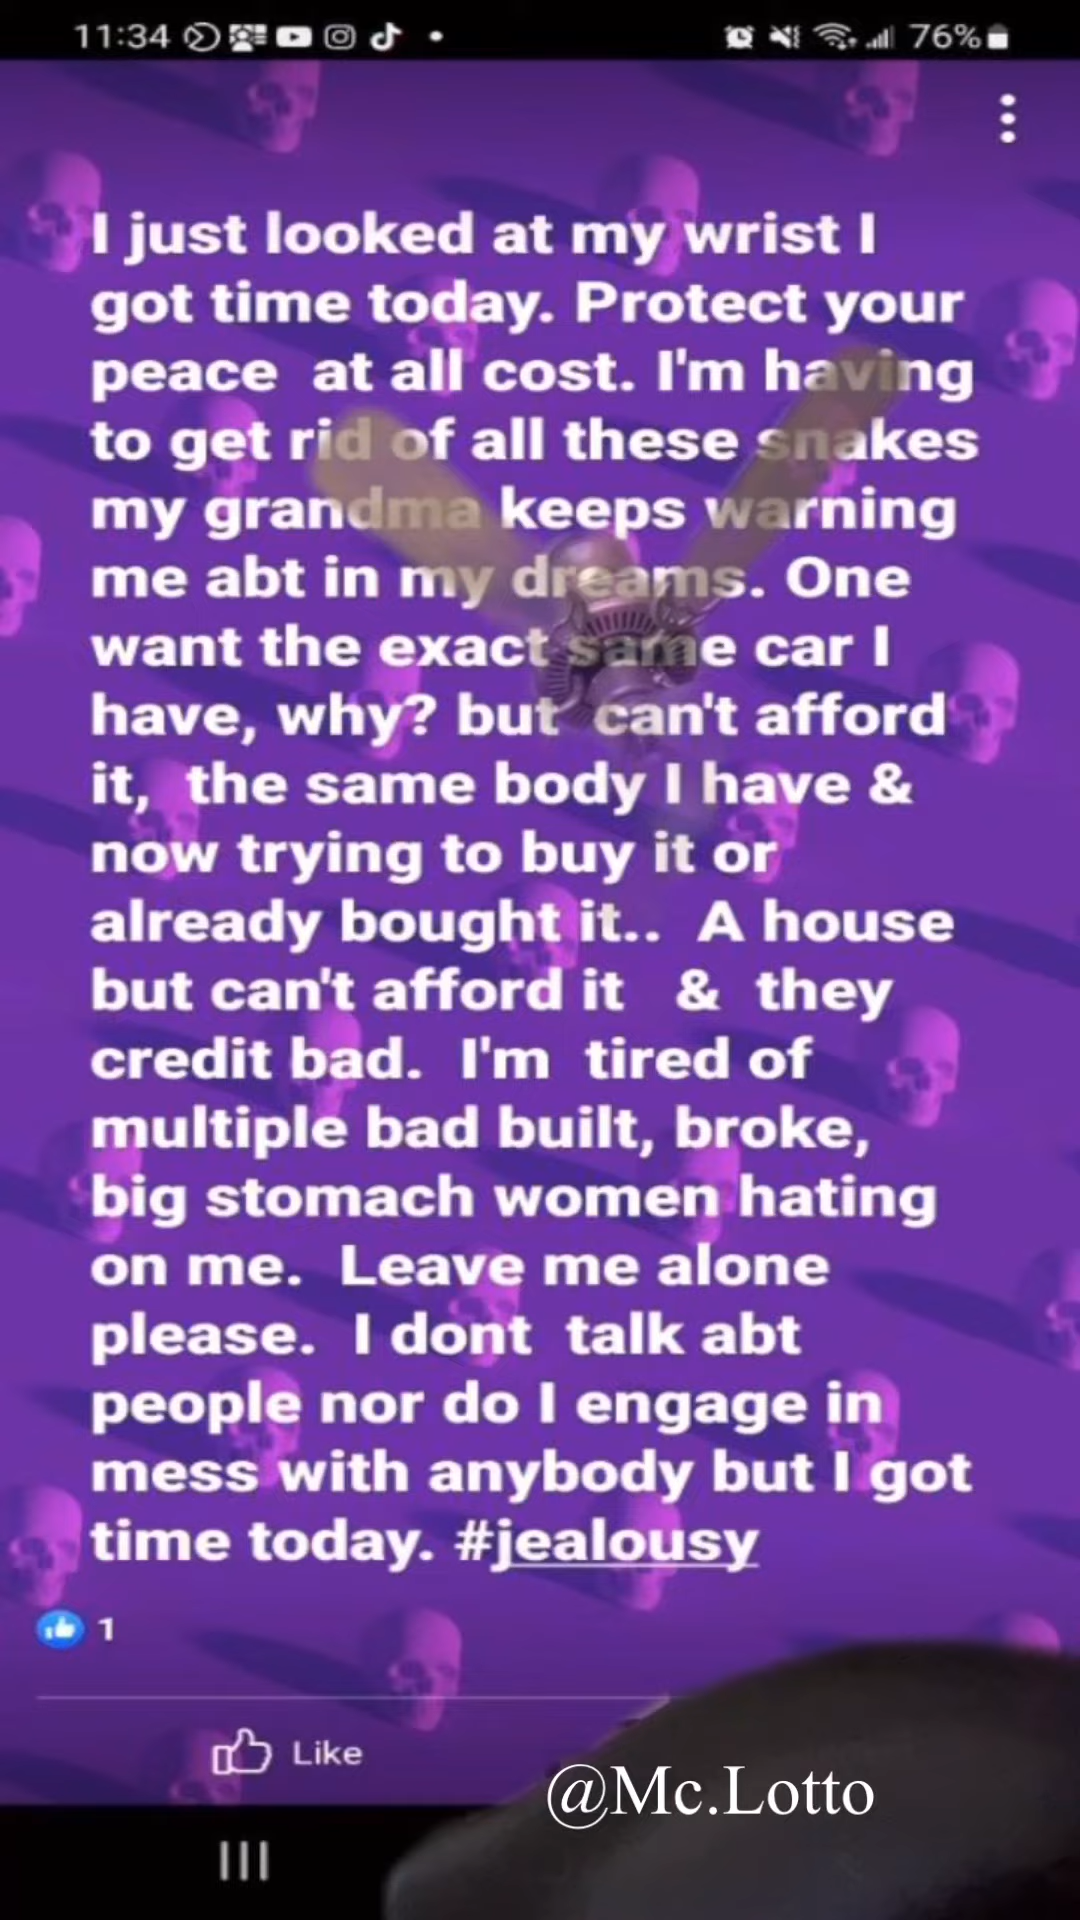 11:34
76%
I just looked at my wrist I
got time today. Protect your
peace at all cost. I'm having
to get rid of all these snakes
my grandma keeps warning
me abt in my dreams. One
want the exact same car I
have, why? but can't afford
it, the same body I have &
now trying to buy it or
already bought it.. A house
but can't afford it & they
credit bad. I'm tired of
multiple bad built, broke,
big stomach women hating
on me. Leave me alone
please. I dont talk abt
people nor do I engage in
mess with anybody but I got
time today. #jealousy
1
Like
@Mc.Lotto